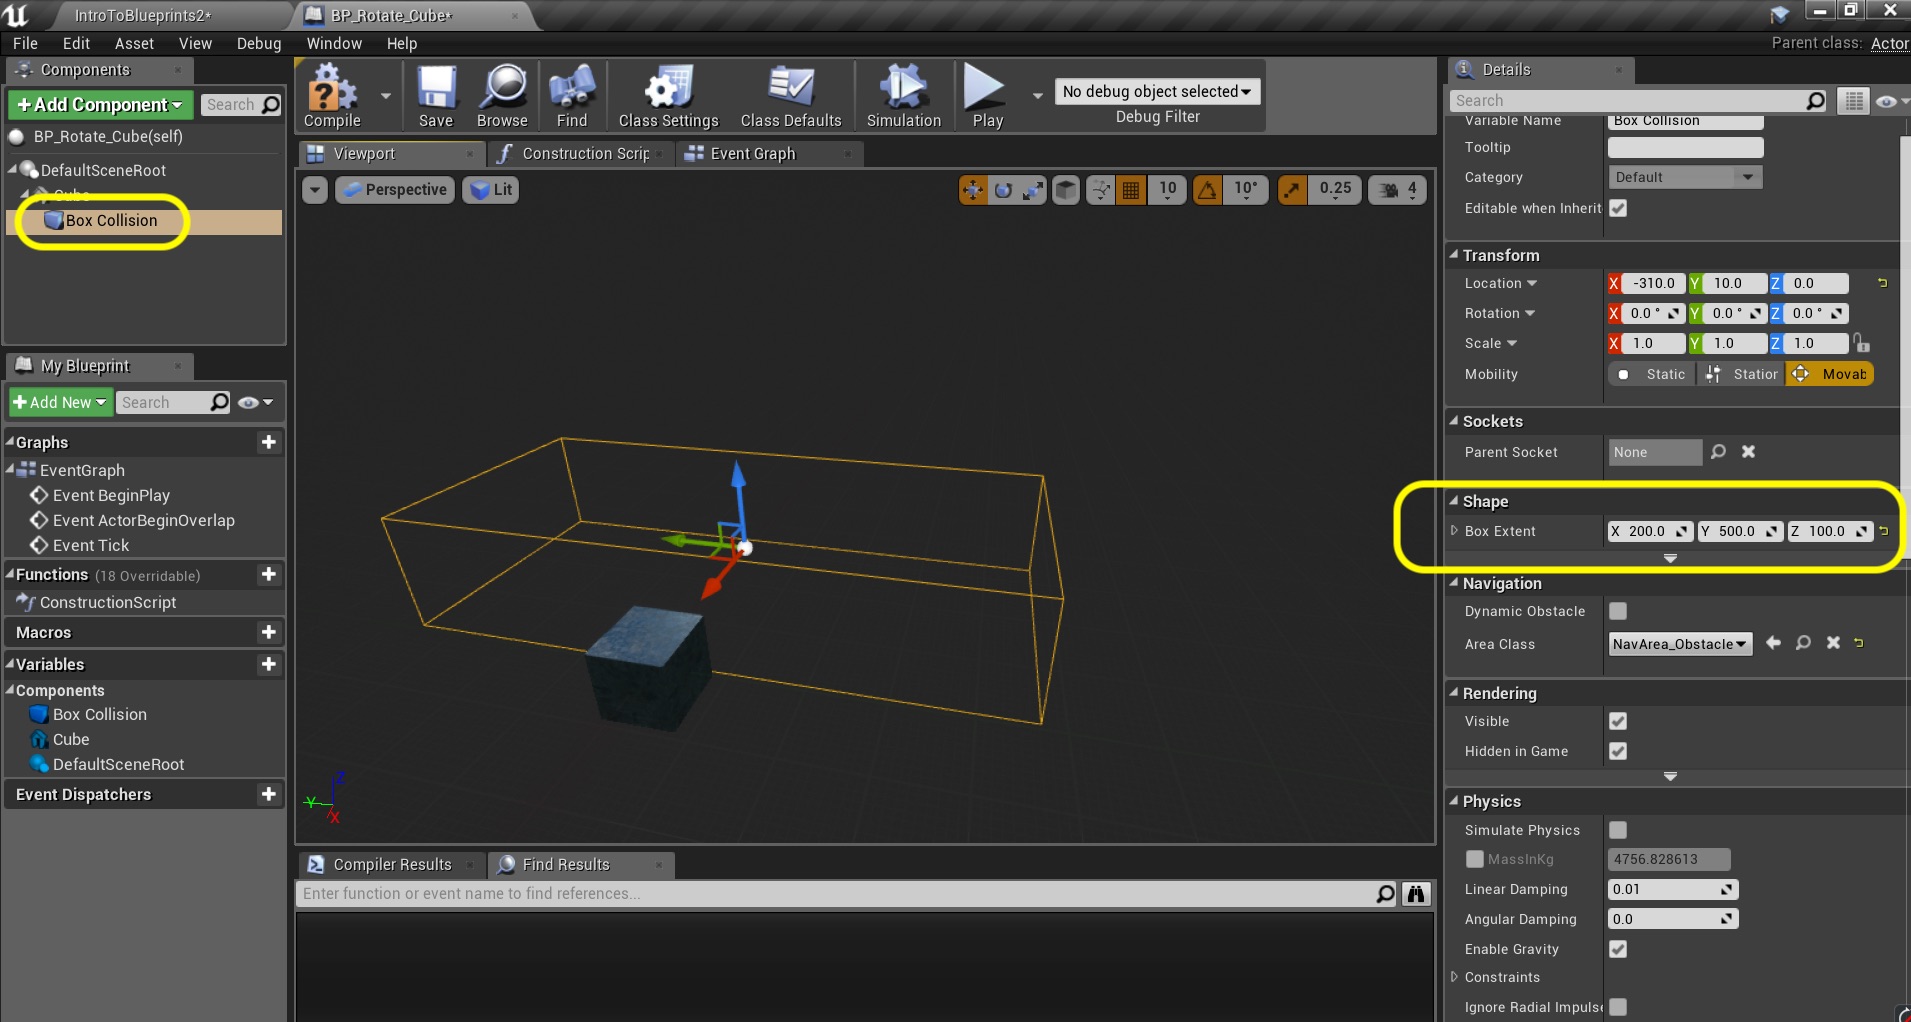 IntroToBlueprints2*
BP_Rotate_Cube*
File Edit Asset View Debug Window Help
Parent class: Actor
Components
+Add Component
Search
BP_Rotate_Cube(self)
DefaultSceneRoot
Cube
Box Collision
My Blueprint
+Add New
Search
Graphs
EventGraph
Event BeginPlay
Event ActorBeginOverlap
Event Tick
Functions (18 Overridable)
ConstructionScript
Macros
Variables
Components
Box Collision
Cube
DefaultSceneRoot
Event Dispatchers
Compile
Save
Browse
Find
Class Settings
Class Defaults
Simulation
Play
No debug object selected
Debug Filter
Viewport
Construction Scrip
Event Graph
Perspective
Lit
10
10°
0.25
4
Z
Y
X
Compiler Results
Find Results
Enter function or event name to find references...
Details
Search
Variable Name Box Collision
Tooltip
Category Default
Editable when Inherit
Transform
Location X -310.0 Y 10.0 Z 0.0
Rotation X 0.0 ° Y 0.0 ° Z 0.0 °
Scale X 1.0 Y 1.0 Z 1.0
Mobility Static Station Movab
Sockets
Parent Socket None
Shape
Box Extent X 200.0 Y 500.0 Z 100.0
Navigation
Dynamic Obstacle
Area Class NavArea_Obstacle
Rendering
Visible
Hidden in Game
Physics
Simulate Physics
MassInKg 4756.828613
Linear Damping 0.01
Angular Damping 0.0
Enable Gravity
Constraints
Ignore Radial Impulse